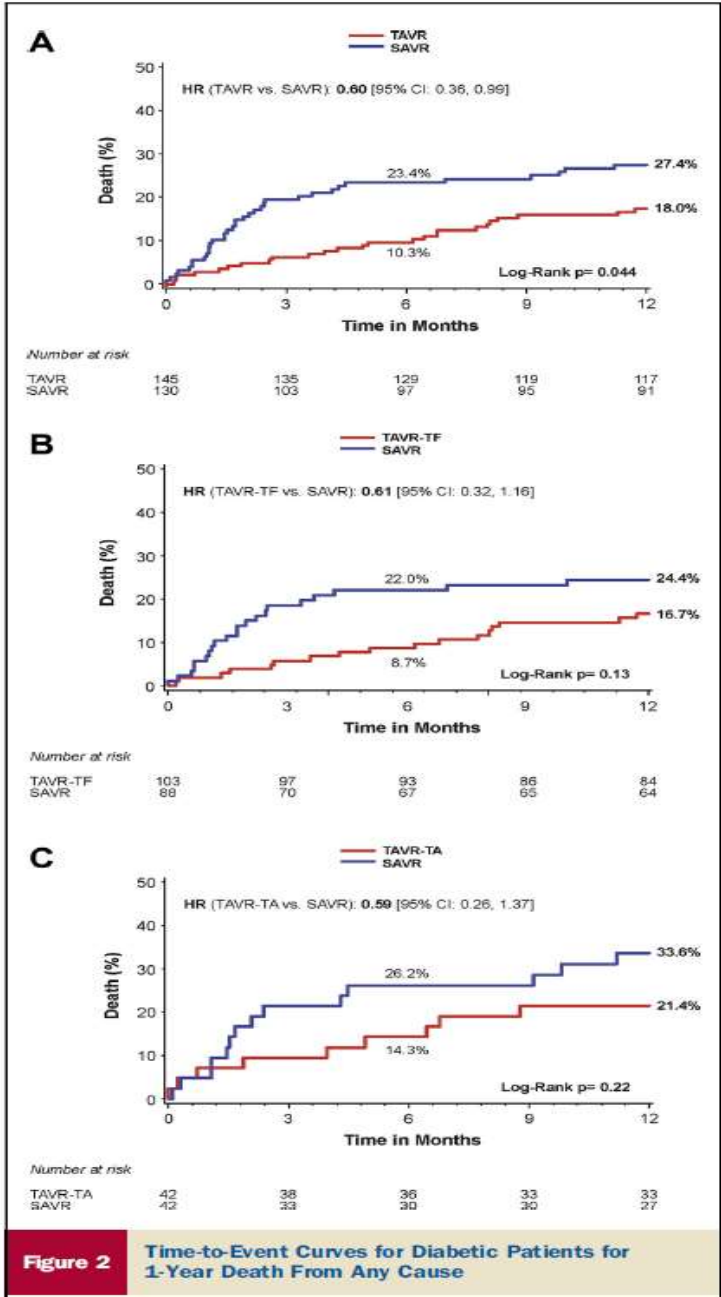 A
TAVR
SAVR
HR (TAVR vs. SAVR): 0.60 [95% CI: 0.36, 0.99]
Death (%)
50
40
30
20
10
0
23.4%
27.4%
18.0%
10.3%
Log-Rank p= 0.044
0 3 6 9 12
Time in Months
Number at risk
TAVR 145 135 129 119 117
SAVR 130 103 97 95 91
B
TAVR-TF
SAVR
HR (TAVR-TF vs. SAVR): 0.61 [95% CI: 0.32, 1.16]
Death (%)
50
40
30
20
10
0
22.0%
24.4%
16.7%
8.7%
Log-Rank p= 0.13
0 3 6 9 12
Time in Months
Number at risk
TAVR-TF 103 97 93 86 84
SAVR 88 70 67 65 64
C
TAVR-TA
SAVR
HR (TAVR-TA vs. SAVR): 0.59 [95% CI: 0.26, 1.37]
Death (%)
50
40
30
20
10
0
26.2%
33.6%
21.4%
14.3%
Log-Rank p= 0.22
0 3 6 9 12
Time in Months
Number at risk
TAVR-TA 42 38 36 33 33
SAVR 42 33 30 30 27
Figure 2
Time-to-Event Curves for Diabetic Patients for
1-Year Death From Any Cause